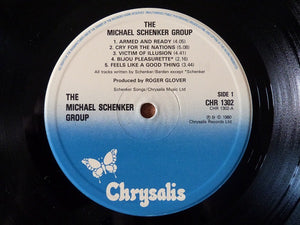 THE
MICHAEL SCHENKER GROUP
1. ARMED AND READY (4.05)
2. CRY FOR THE NATIONS (5.08)
3. VICTIM OF ILLUSION (4.41)
4. BIJOU PLEASURETTE* (2.16)
5. FEELS LIKE A GOOD THING (3.44)
All tracks written by Schenker/Barden except *Schenker
Produced by ROGER GLOVER
Schenker Songs/Chrysalis Music Ltd
THE
MICHAEL SCHENKER
GROUP
SIDE 1
CHR 1302
CHR 1302-A
℗ © 1980
Chrysalis Records Ltd
Chrysalis